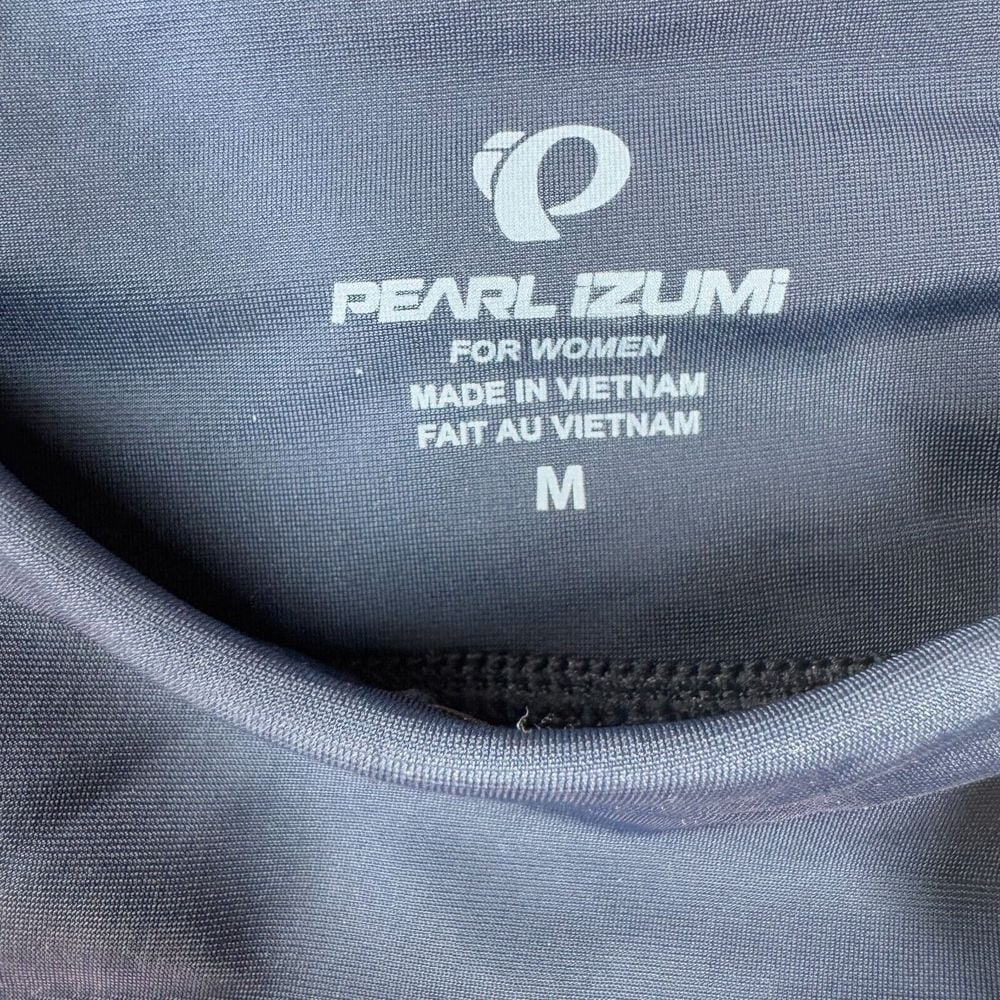 PEARL iZUMi
FOR WOMEN
MADE IN VIETNAM
FAIT AU VIETNAM
M